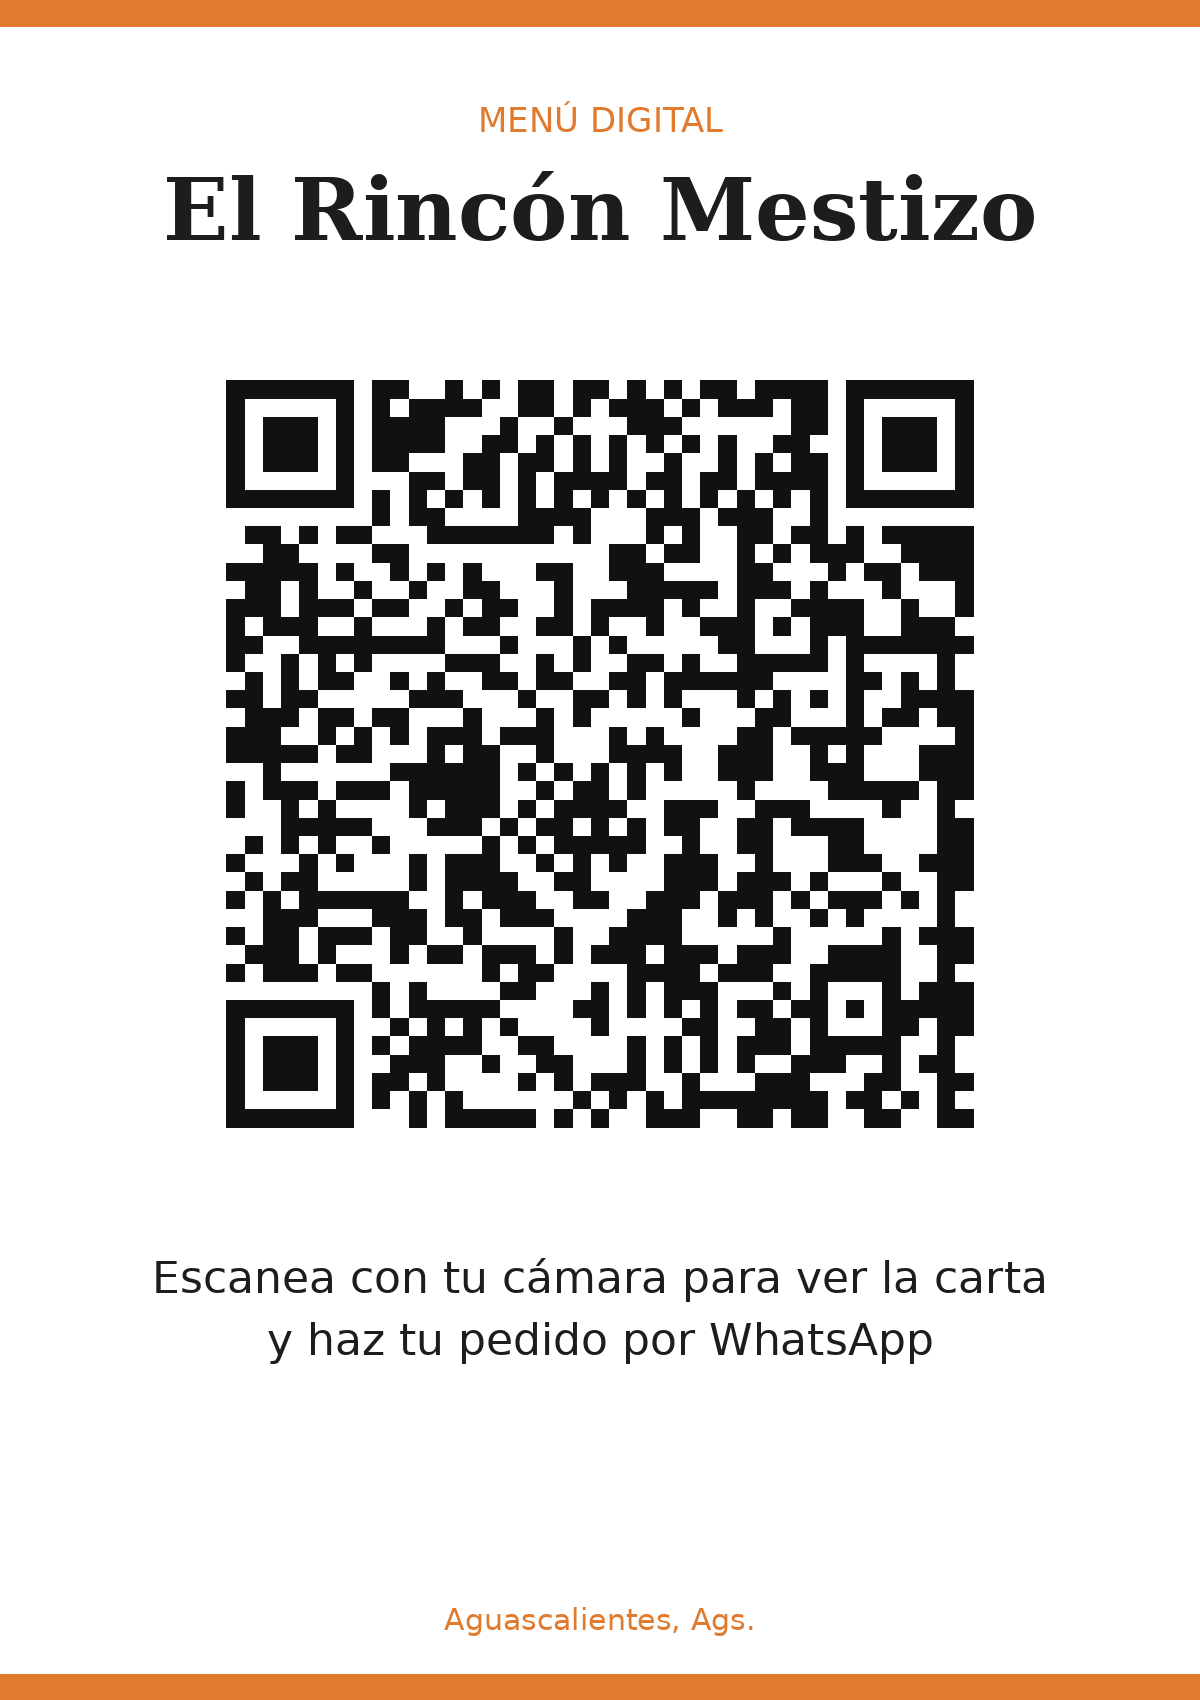 MENÚ DIGITAL
El Rincón Mestizo
Escanea con tu cámara para ver la carta
y haz tu pedido por WhatsApp
Aguascalientes, Ags.